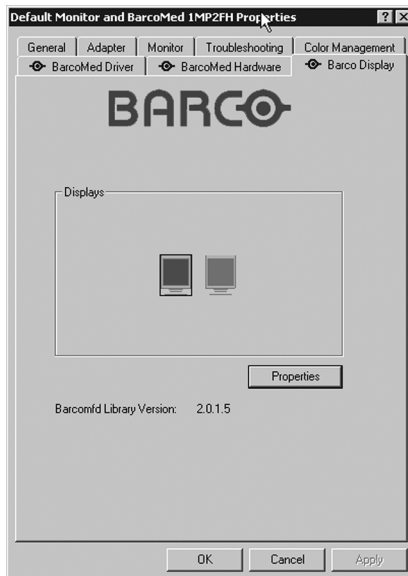 Default Monitor and BarcoMed 1MP2FH Properties
General Adapter Monitor Troubleshooting Color Management
BarcoMed Driver BarcoMed Hardware Barco Display
BARCO
Displays
Properties
Barcomfd Library Version: 2.0.1.5
OK Cancel Apply